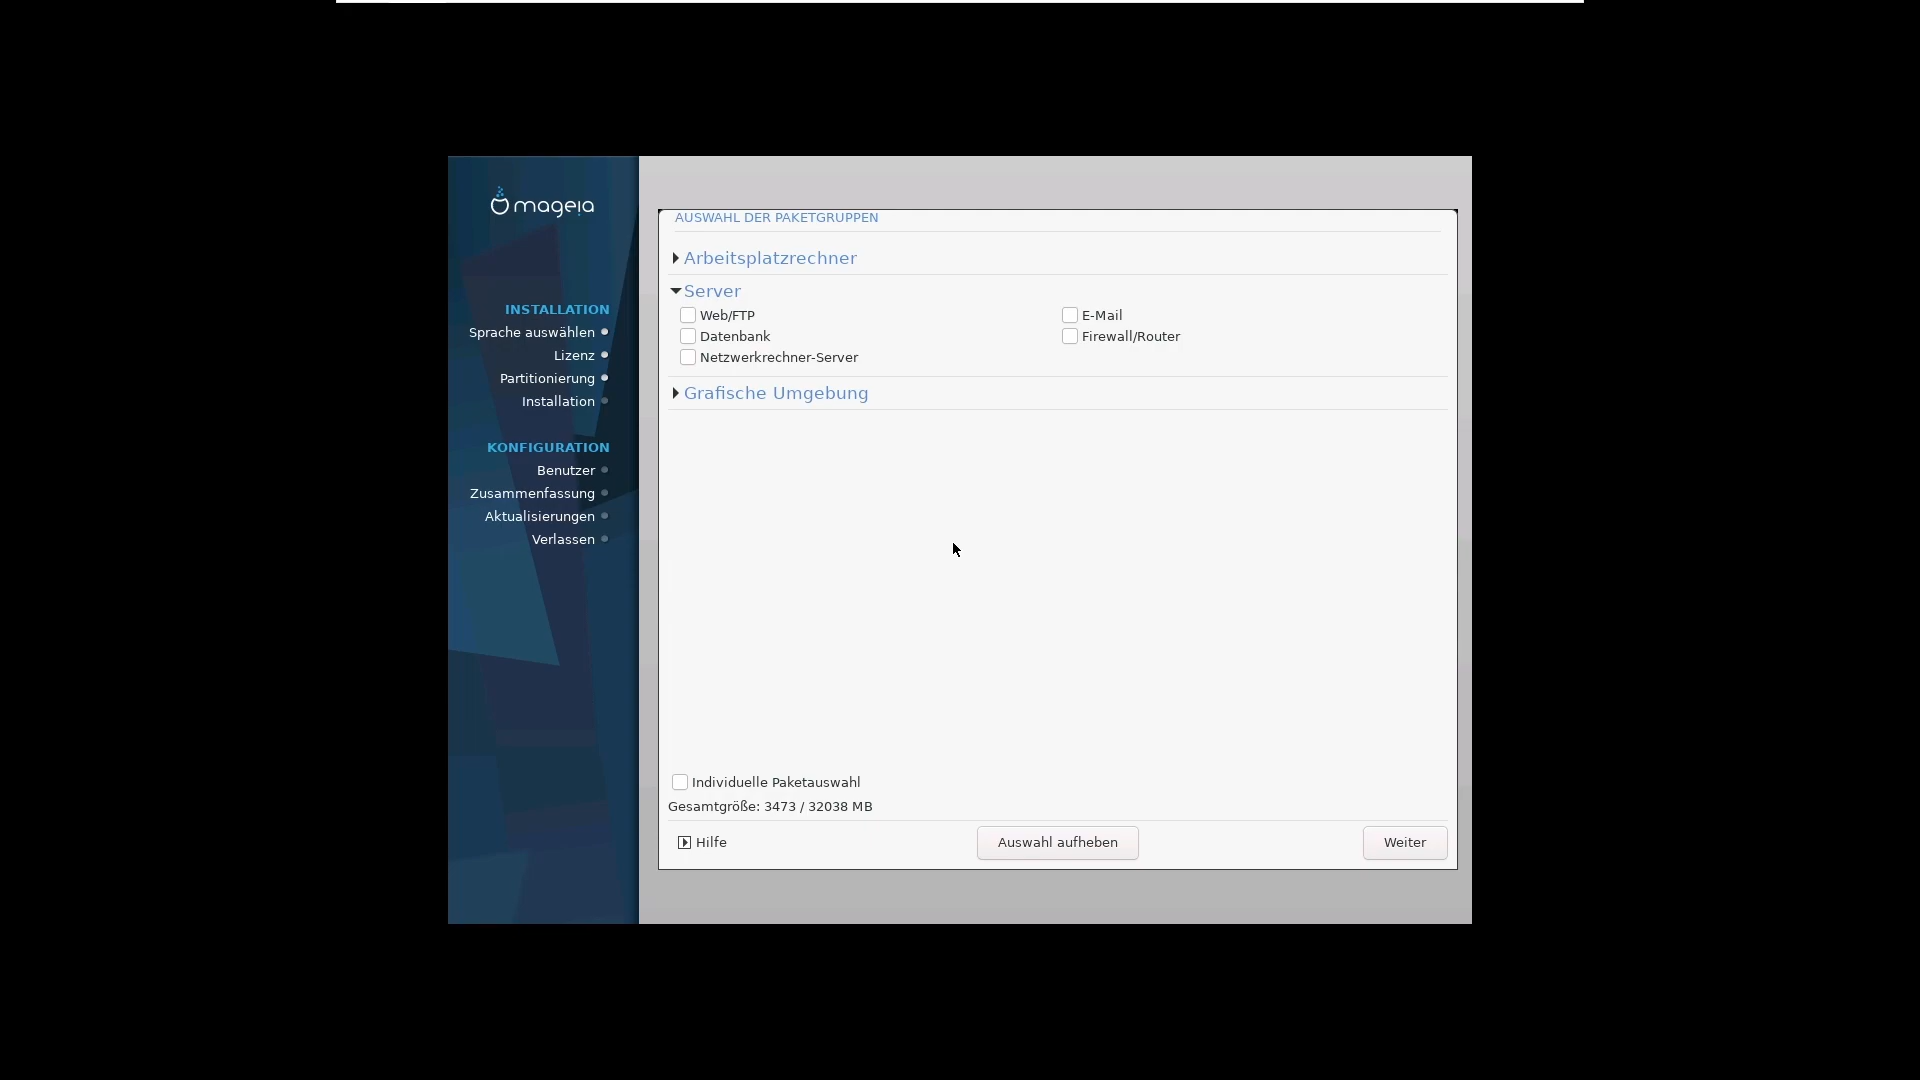 mageia
INSTALLATION
Sprache auswählen
Lizenz
Partitionierung
Installation
KONFIGURATION
Benutzer
Zusammenfassung
Aktualisierungen
Verlassen
AUSWAHL DER PAKETGRUPPEN
Arbeitsplatzrechner
Server
Web/FTP
E-Mail
Datenbank
Firewall/Router
Netzwerkrechner-Server
Grafische Umgebung
Individuelle Paketauswahl
Gesamtgröße: 3473 / 32038 MB
Hilfe
Auswahl aufheben
Weiter